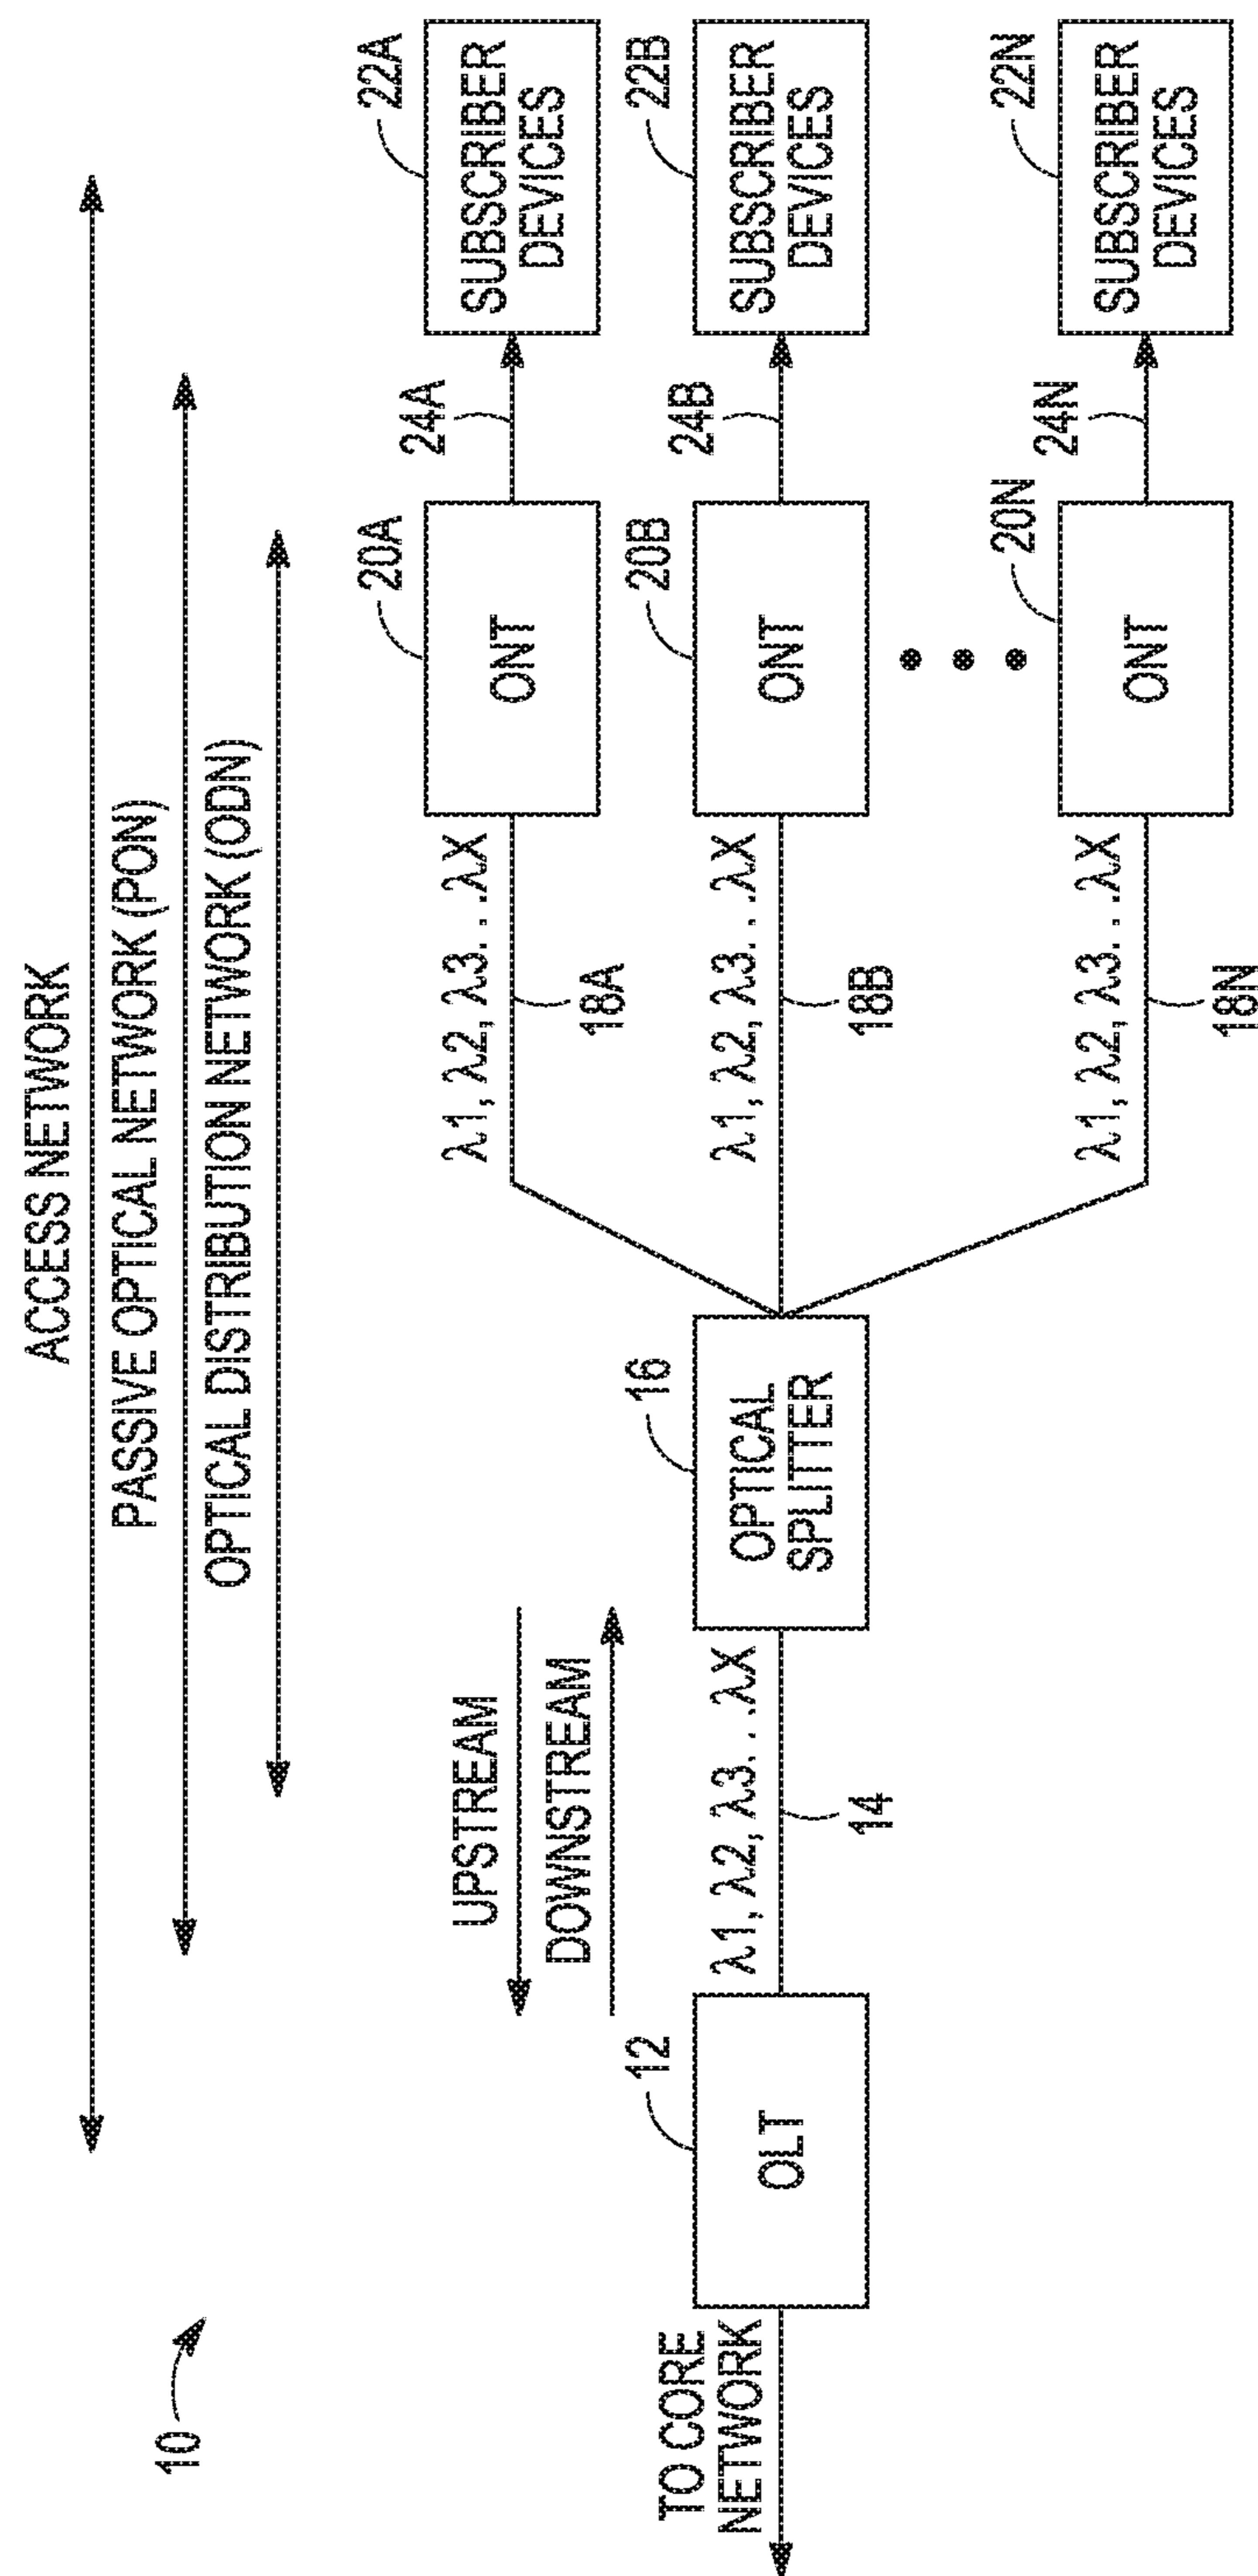 10
ACCESS NETWORK
PASSIVE OPTICAL NETWORK (PON)
OPTICAL DISTRIBUTION NETWORK (ODN)
UPSTREAM
DOWNSTREAM
TO CORE
NETWORK
12
OLT
λ1, λ2, λ3. . .λX
14
16
OPTICAL
SPLITTER
λ1, λ2, λ3. . .λX
18A
20A
ONT
24A
22A
SUBSCRIBER
DEVICES
λ1, λ2, λ3. . .λX
18B
20B
ONT
24B
22B
SUBSCRIBER
DEVICES
λ1, λ2, λ3. . .λX
18N
20N
ONT
24N
22N
SUBSCRIBER
DEVICES